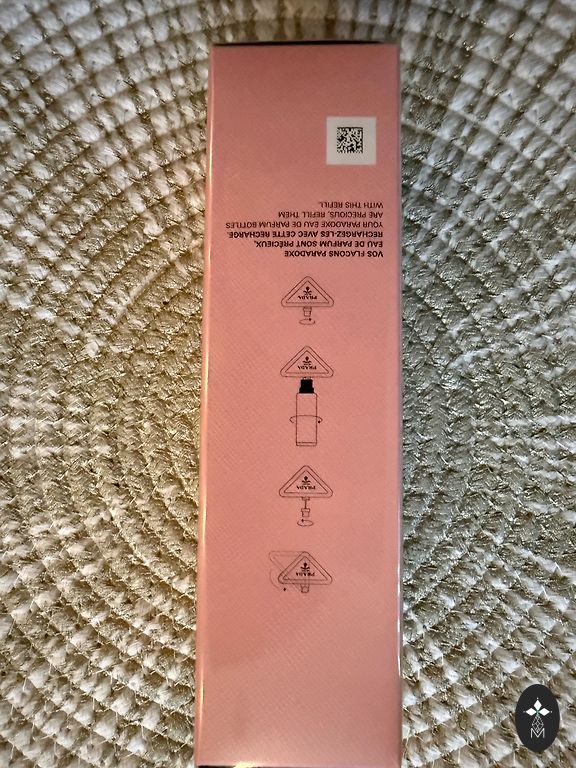 PRADA
PRADA
PRADA
PRADA
VOS FLACONS PARADOXE
EAU DE PARFUM SONT PRÉCIEUX,
RECHARGEZ-LES AVEC CETTE RECHARGE.
YOUR PARADOXE EAU DE PARFUM BOTTLES
ARE PRECIOUS, REFILL THEM
WITH THIS REFILL.
M